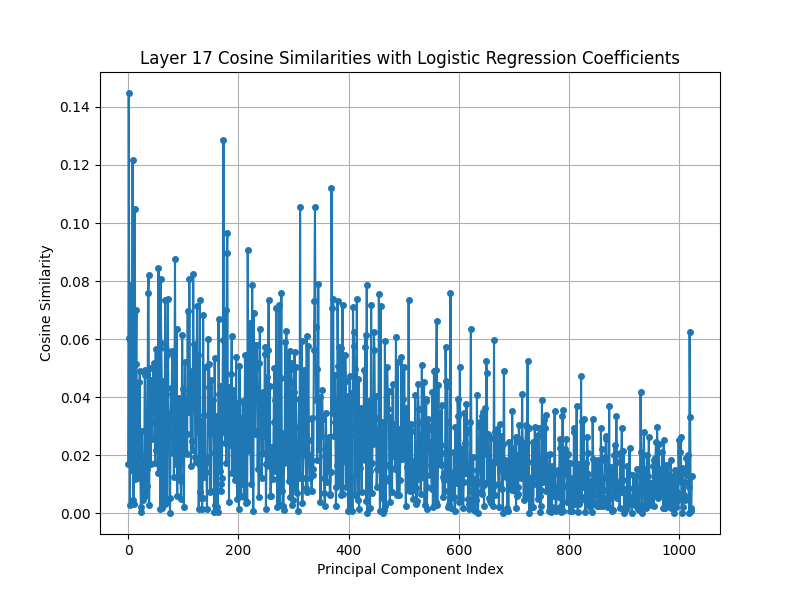 Layer 17 Cosine Similarities with Logistic Regression Coefficients
0.14
0.12
0.10
0.08
0.06
0.04
0.02
0.00
Cosine Similarity
0 200 400 600 800 1000
Principal Component Index